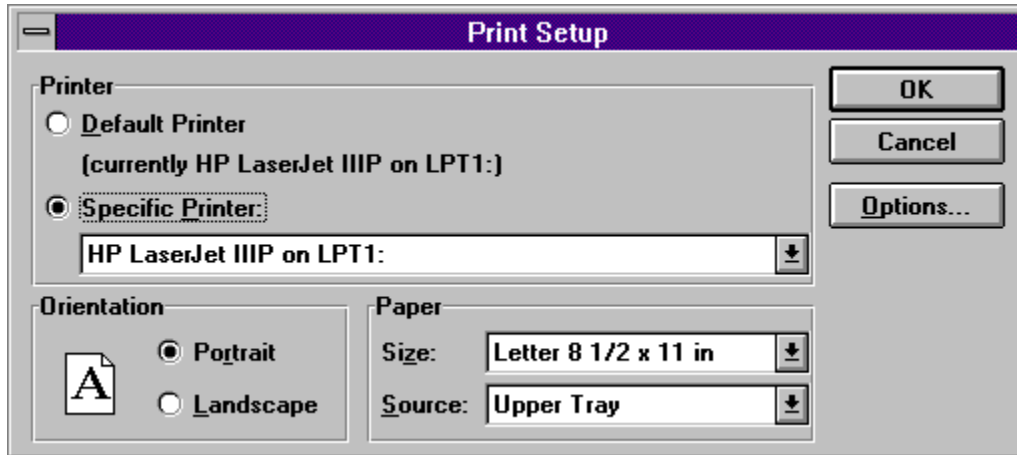 Print Setup
Printer
Default Printer
(currently HP LaserJet IIIP on LPT1:)
Specific Printer:
HP LaserJet IIIP on LPT1:
OK
Cancel
Options...
Orientation
A
Portrait
Landscape
Paper
Size: Letter 8 1/2 x 11 in
Source: Upper Tray